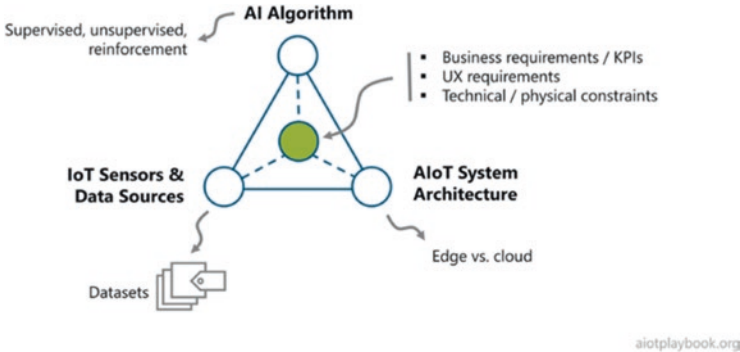 AI Algorithm
Supervised, unsupervised,
reinforcement
▪ Business requirements / KPIs
▪ UX requirements
▪ Technical / physical constraints
IoT Sensors &
Data Sources
AIoT System
Architecture
Edge vs. cloud
Datasets
aiotplaybook.org